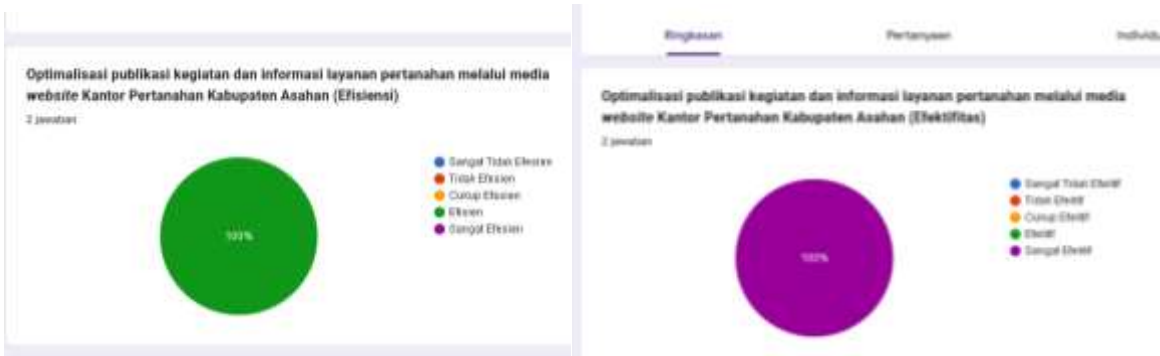 Optimalisasi publikasi kegiatan dan informasi layanan pertanahan melalui media
website Kantor Pertanahan Kabupaten Asahan (Efisiensi)
2 jawaban
Sangat Tidak Efesien
Tidak Efisien
Cukup Efisien
Efisien
Sangat Efisien
100%
Ringkasan
Pertanyaan
Individu
Optimalisasi publikasi kegiatan dan informasi layanan pertanahan melalui media
website Kantor Pertanahan Kabupaten Asahan (Efektifitas)
2 jawaban
Sangat Tidak Efektif
Tidak Efektif
Cukup Efektif
Efektif
Sangat Efektif
100%